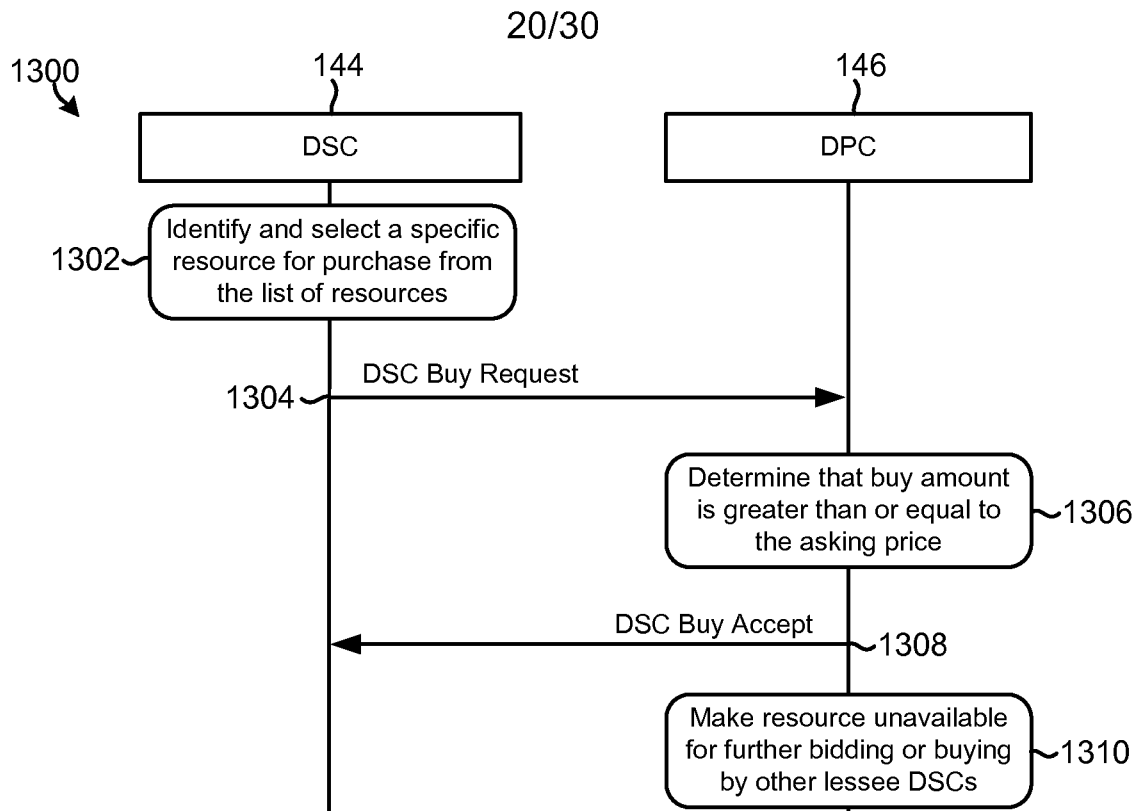 20/30
1300
144
146
DSC
DPC
Identify and select a specific
resource for purchase from
the list of resources
1302
DSC Buy Request
1304
Determine that buy amount
is greater than or equal to
the asking price
1306
DSC Buy Accept
1308
Make resource unavailable
for further bidding or buying
by other lessee DSCs
1310